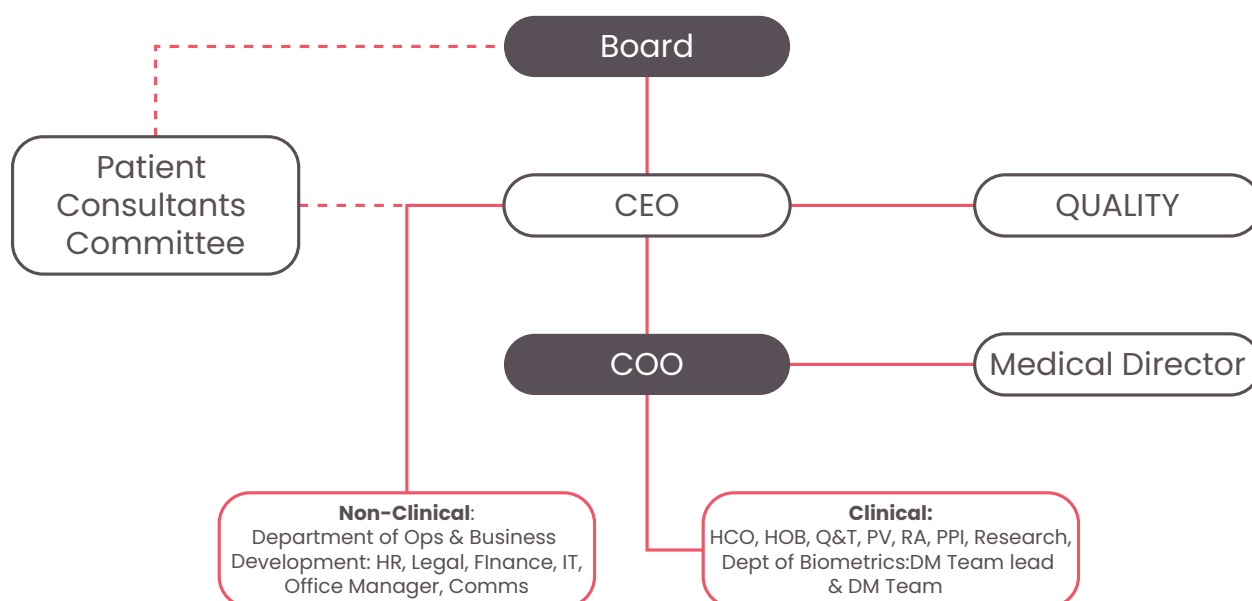 Board
Patient
Consultants
Committee
CEO
QUALITY
COO
Medical Director
Non-Clinical:
Department of Ops & Business
Development: HR, Legal, FInance, IT,
Office Manager, Comms
Clinical:
HCO, HOB, Q&T, PV, RA, PPI, Research,
Dept of Biometrics:DM Team lead
& DM Team